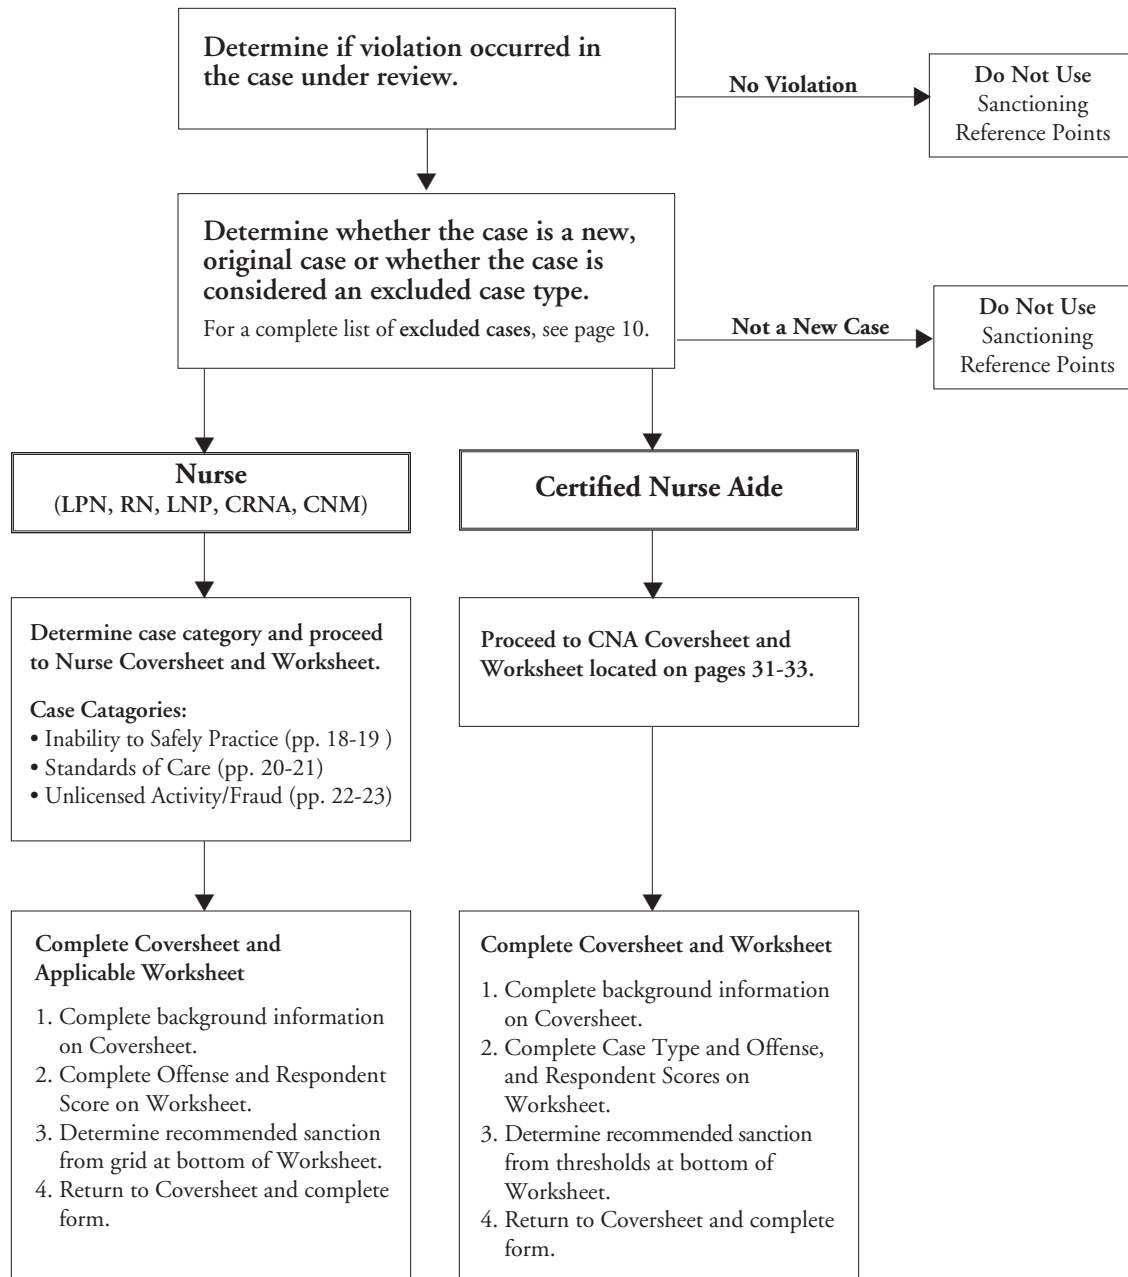 Determine if violation occurred in
the case under review.
No Violation
Do Not Use
Sanctioning
Reference Points
Determine whether the case is a new,
original case or whether the case is
considered an excluded case type.
For a complete list of excluded cases, see page 10.
Not a New Case
Do Not Use
Sanctioning
Reference Points
Nurse
(LPN, RN, LNP, CRNA, CNM)
Certified Nurse Aide
Determine case category and proceed
to Nurse Coversheet and Worksheet.
Case Catagories:
• Inability to Safely Practice (pp. 18-19 )
• Standards of Care (pp. 20-21)
• Unlicensed Activity/Fraud (pp. 22-23)
Proceed to CNA Coversheet and
Worksheet located on pages 31-33.
Complete Coversheet and
Applicable Worksheet
1. Complete background information
on Coversheet.
2. Complete Offense and Respondent
Score on Worksheet.
3. Determine recommended sanction
from grid at bottom of Worksheet.
4. Return to Coversheet and complete
form.
Complete Coversheet and Worksheet
1. Complete background information
on Coversheet.
2. Complete Case Type and Offense,
and Respondent Scores on
Worksheet.
3. Determine recommended sanction
from thresholds at bottom of
Worksheet.
4. Return to Coversheet and complete
form.